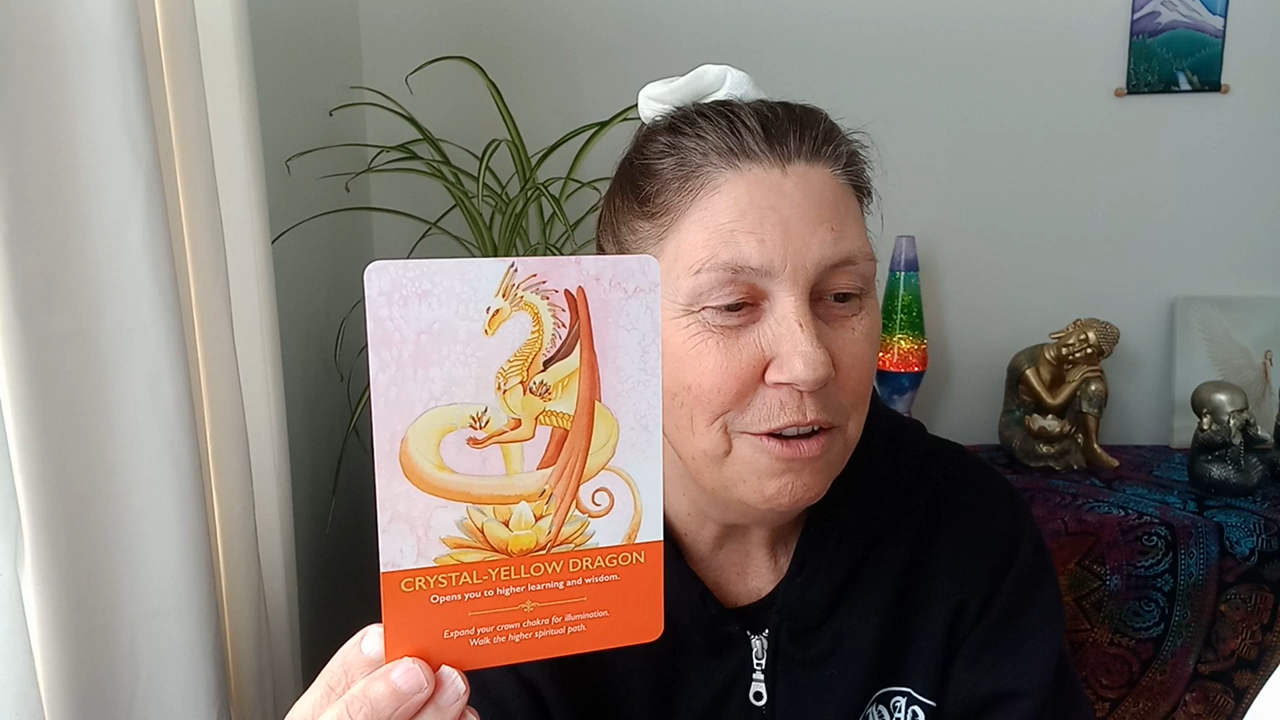 CRYSTAL-YELLOW DRAGON
Opens you to higher learning and wisdom.
Expand your crown chakra for illumination.
Walk the higher spiritual path.